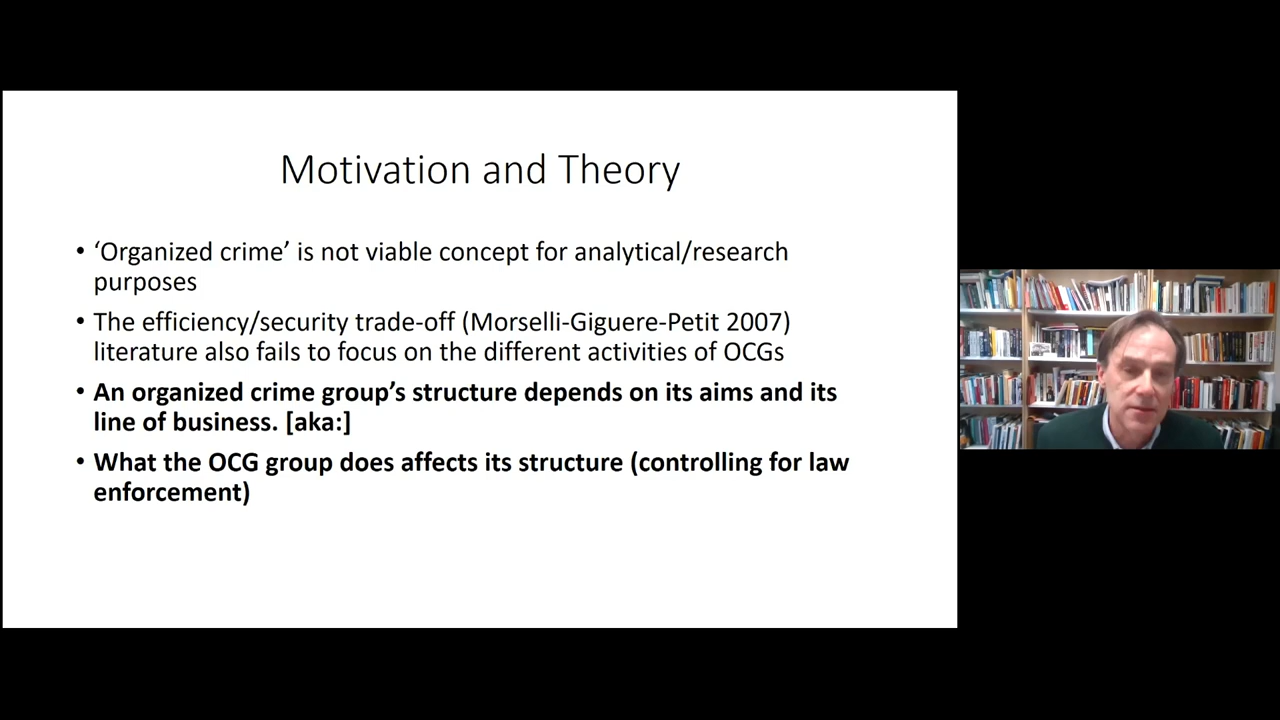 Motivation and Theory
• ‘Organized crime’ is not viable concept for analytical/research
purposes
• The efficiency/security trade-off (Morselli-Giguere-Petit 2007)
literature also fails to focus on the different activities of OCGs
• An organized crime group’s structure depends on its aims and its
line of business. [aka:]
• What the OCG group does affects its structure (controlling for law
enforcement)